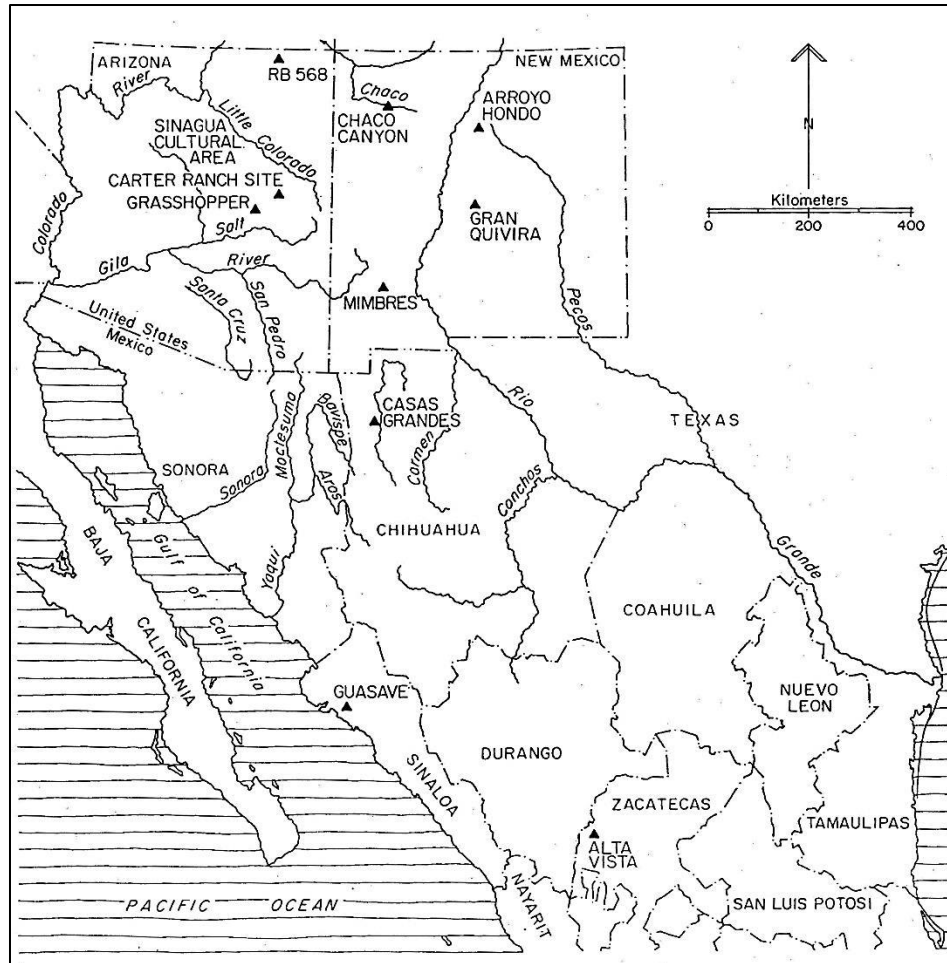 ARIZONA
River
RB 568
Chaco
CHACO
CANYON
NEW MEXICO
ARROYO
HONDO
N
Kilometers
0 200 400
Little Colorado
SINAGUA
CULTURAL
AREA
CARTER RANCH SITE
GRASSHOPPER
Salt
Colorado
GRAN
QUIVIRA
Gila
River
MIMBRES
Pecos
Santa Cruz
San Pedro
United States
Mexico
CASAS
GRANDES
Rio
TEXAS
SONORA
Sonora
Moctesuma
Bavispe
Aros
Carmen
Conchos
CHIHUAHUA
BAJA
CALIFORNIA
Gulf of California
Yaqui
Grande
COAHUILA
GUASAVE
NUEVO
LEON
DURANGO
SINALOA
ZACATECAS
TAMAULIPAS
ALTA
VISTA
NAYARIT
SAN LUIS POTOSI
PACIFIC OCEAN